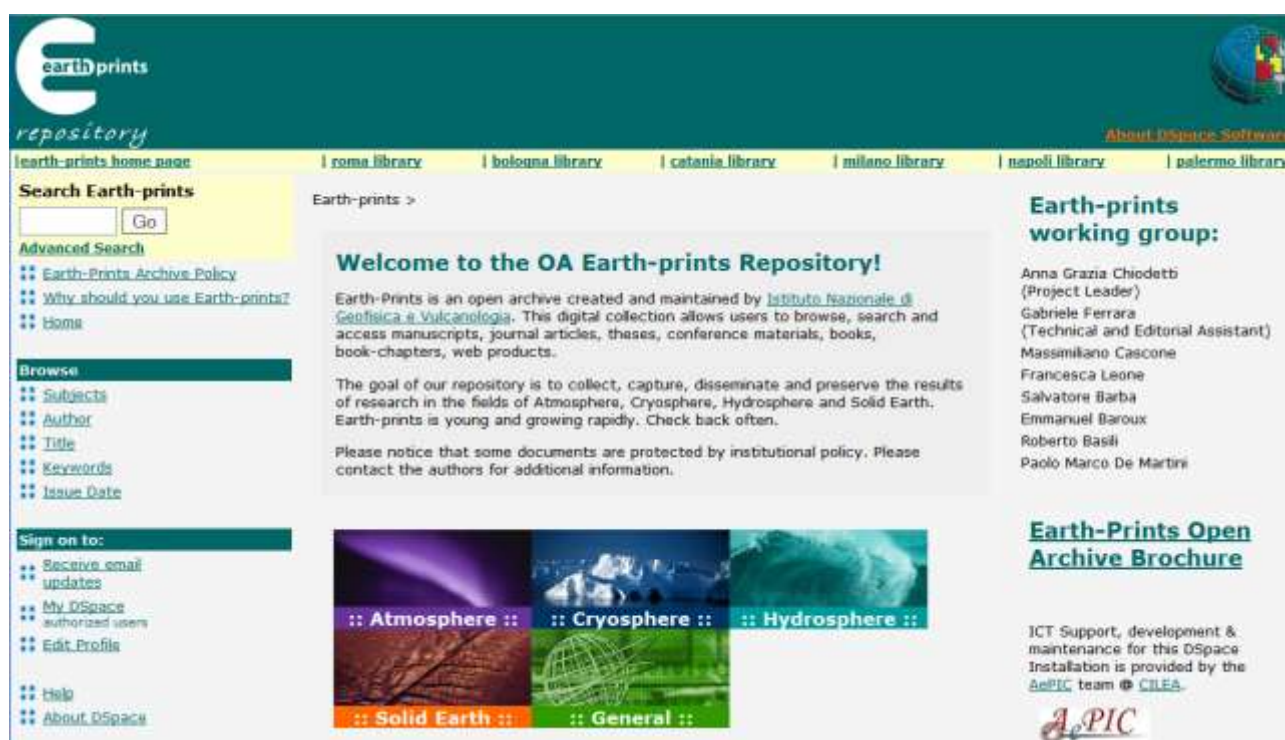 earth prints
repository
About DSpace Software
|earth-prints home page | roma library | bologna library | catania library | milano library | napoli library | palermo library
Search Earth-prints
Go
Advanced Search
Earth-Prints Archive Policy
Why should you use Earth-prints?
Home
Browse
Subjects
Author
Title
Keywords
Issue Date
Sign on to:
Receive email
updates
My DSpace
authorized users
Edit Profile
Help
About DSpace
Earth-prints >
Welcome to the OA Earth-prints Repository!
Earth-Prints is an open archive created and maintained by Istituto Nazionale di
Geofisica e Vulcanologia. This digital collection allows users to browse, search and
access manuscripts, journal articles, theses, conference materials, books,
book-chapters, web products.
The goal of our repository is to collect, capture, disseminate and preserve the results
of research in the fields of Atmosphere, Cryosphere, Hydrosphere and Solid Earth.
Earth-prints is young and growing rapidly. Check back often.
Please notice that some documents are protected by institutional policy. Please
contact the authors for additional information.
:: Atmosphere :: :: Cryosphere :: :: Hydrosphere ::
:: Solid Earth :: :: General ::
Earth-prints
working group:
Anna Grazia Chiodetti
(Project Leader)
Gabriele Ferrara
(Technical and Editorial Assistant)
Massimiliano Cascone
Francesca Leone
Salvatore Barba
Emmanuel Baroux
Roberto Basili
Paolo Marco De Martini
Earth-Prints Open
Archive Brochure
ICT Support, development &
maintenance for this DSpace
Installation is provided by the
AePIC team @ CILEA.
AePIC